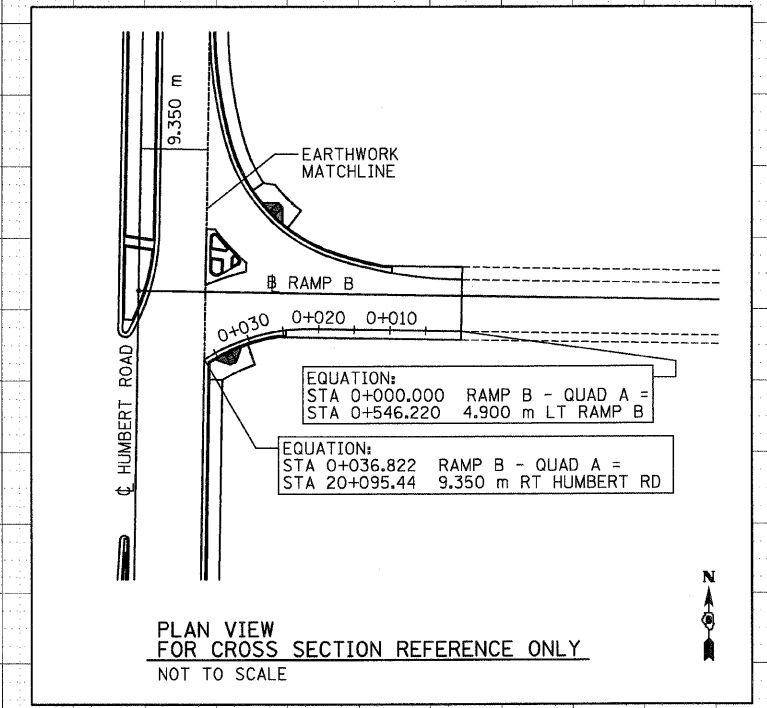 9.350 m
EARTHWORK
MATCHLINE
℄ HUMBERT ROAD
RAMP B
0+030
0+020
0+010
EQUATION:
STA 0+000.000 RAMP B - QUAD A =
STA 0+546.220 4.900 m LT RAMP B
EQUATION:
STA 0+036.822 RAMP B - QUAD A =
STA 20+095.44 9.350 m RT HUMBERT RD
N
PLAN VIEW
FOR CROSS SECTION REFERENCE ONLY
NOT TO SCALE